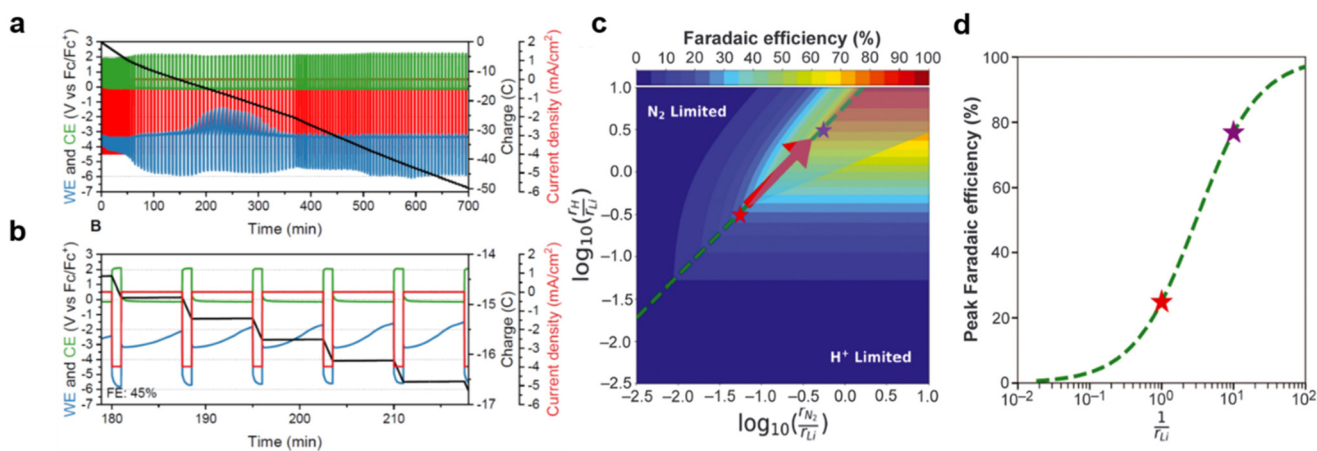 a
WE and CE (V vs Fc/Fc⁺)
3
2
1
0
-1
-2
-3
-4
-5
-6
-7
0
-10
-20
-30
-40
-50
Charge (C)
2
1
0
-1
-2
-3
-4
-5
-6
Current density (mA/cm²)
0 100 200 300 400 500 600 700
Time (min)
b
B
WE and CE (V vs Fc/Fc⁺)
3
2
1
0
-1
-2
-3
-4
-5
-6
-7
FE: 45%
-14
-15
-16
-17
Charge (C)
2
1
0
-1
-2
-3
-4
-5
-6
Current density (mA/cm²)
180 190 200 210
Time (min)
c
Faradaic efficiency (%)
0 10 20 30 40 50 60 70 80 90 100
log₁₀(r_H/r_Li)
1.0
0.5
0.0
−0.5
−1.0
−1.5
−2.0
−2.5
N₂ Limited
H⁺ Limited
−2.5 −2.0 −1.5 −1.0 −0.5 0.0 0.5 1.0
log₁₀(r_N₂/r_Li)
d
Peak Faradaic efficiency (%)
100
80
60
40
20
0
10⁻² 10⁻¹ 10⁰ 10¹ 10²
1/r_Li